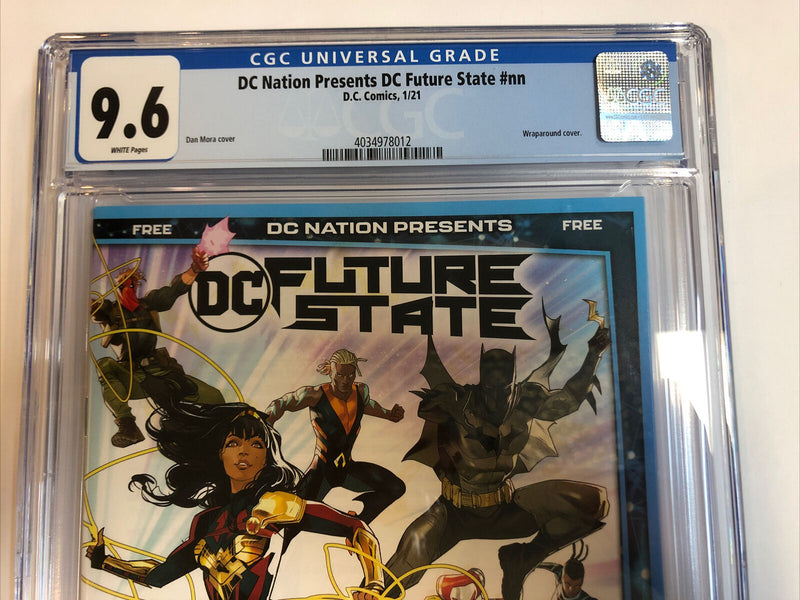 CGC UNIVERSAL GRADE
9.6
WHITE Pages
DC Nation Presents DC Future State #nn
D.C. Comics, 1/21
CGC
Dan Mora cover
Wraparound cover.
4034978012
FREE
DC NATION PRESENTS
FREE
DC
FUTURE
STATE